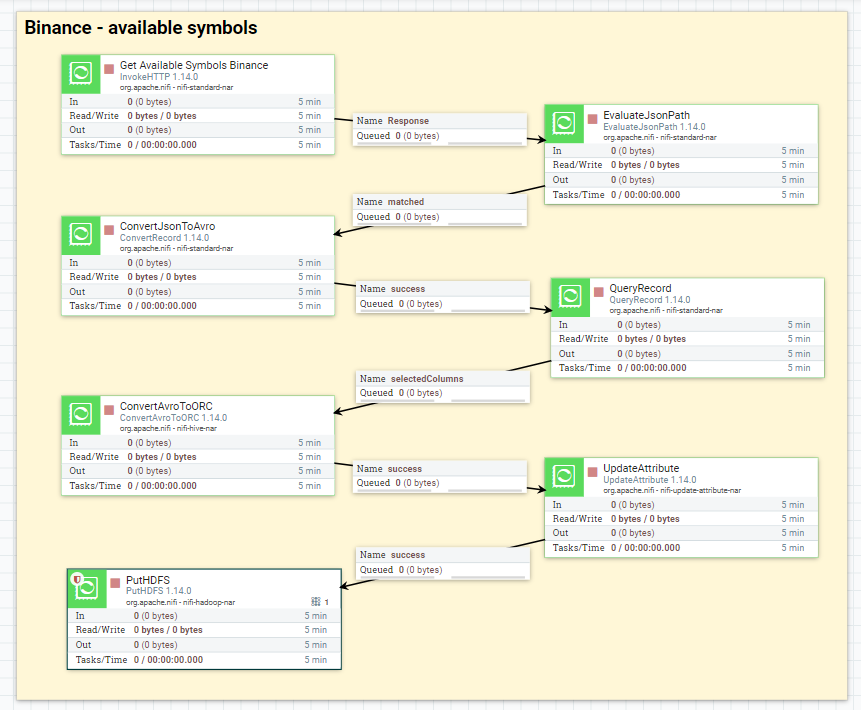 Binance - available symbols
Get Available Symbols Binance
InvokeHTTP 1.14.0
org.apache.nifi - nifi-standard-nar
In 0 (0 bytes) 5 min
Read/Write 0 bytes / 0 bytes 5 min
Out 0 (0 bytes) 5 min
Tasks/Time 0 / 00:00:00.000 5 min
Name Response
Queued 0 (0 bytes)
EvaluateJsonPath
EvaluateJsonPath 1.14.0
org.apache.nifi - nifi-standard-nar
In 0 (0 bytes) 5 min
Read/Write 0 bytes / 0 bytes 5 min
Out 0 (0 bytes) 5 min
Tasks/Time 0 / 00:00:00.000 5 min
Name matched
Queued 0 (0 bytes)
ConvertJsonToAvro
ConvertRecord 1.14.0
org.apache.nifi - nifi-standard-nar
In 0 (0 bytes) 5 min
Read/Write 0 bytes / 0 bytes 5 min
Out 0 (0 bytes) 5 min
Tasks/Time 0 / 00:00:00.000 5 min
Name success
Queued 0 (0 bytes)
QueryRecord
QueryRecord 1.14.0
org.apache.nifi - nifi-standard-nar
In 0 (0 bytes) 5 min
Read/Write 0 bytes / 0 bytes 5 min
Out 0 (0 bytes) 5 min
Tasks/Time 0 / 00:00:00.000 5 min
Name selectedColumns
Queued 0 (0 bytes)
ConvertAvroToORC
ConvertAvroToORC 1.14.0
org.apache.nifi - nifi-hive-nar
In 0 (0 bytes) 5 min
Read/Write 0 bytes / 0 bytes 5 min
Out 0 (0 bytes) 5 min
Tasks/Time 0 / 00:00:00.000 5 min
Name success
Queued 0 (0 bytes)
UpdateAttribute
UpdateAttribute 1.14.0
org.apache.nifi - nifi-update-attribute-nar
In 0 (0 bytes) 5 min
Read/Write 0 bytes / 0 bytes 5 min
Out 0 (0 bytes) 5 min
Tasks/Time 0 / 00:00:00.000 5 min
Name success
Queued 0 (0 bytes)
PutHDFS
PutHDFS 1.14.0
org.apache.nifi - nifi-hadoop-nar 1
In 0 (0 bytes) 5 min
Read/Write 0 bytes / 0 bytes 5 min
Out 0 (0 bytes) 5 min
Tasks/Time 0 / 00:00:00.000 5 min